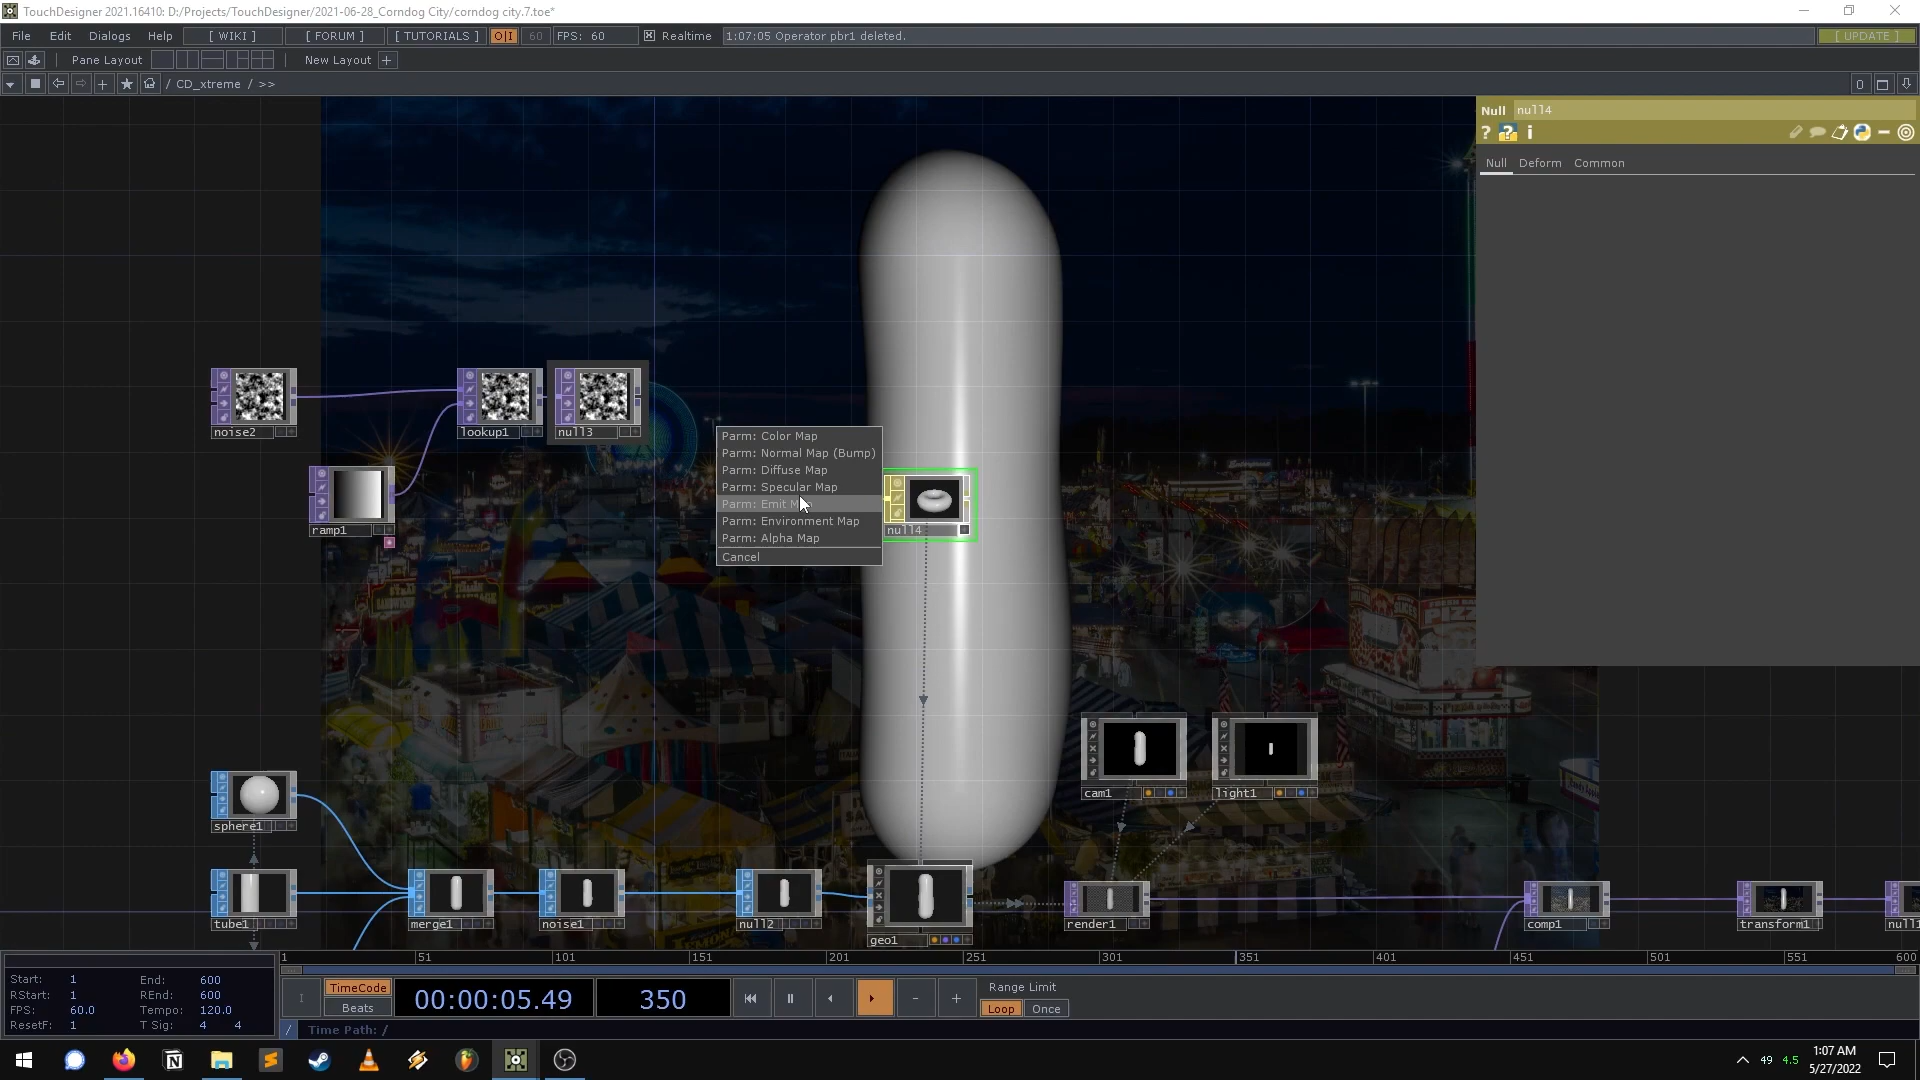 TouchDesigner 2021.16410: D:/Projects/TouchDesigner/2021-06-28_Corndog City/corndog city.7.toe*
File Edit Dialogs Help [ WIKI ] [ FORUM ] [ TUTORIALS ] O|I 60 FPS: 60 Realtime 1:07:05 Operator pbr1 deleted. [ UPDATE ]
Pane Layout New Layout +
/ CD_xtreme / >> 0
Null null4
? ? i
Null Deform Common
noise2 lookup1 null3
ramp1
Parm: Color Map
Parm: Normal Map (Bump)
Parm: Diffuse Map
Parm: Specular Map
Parm: Emit
Parm: Environment Map
Parm: Alpha Map
Cancel
null4
cam1 light1
sphere1
tube1 merge1 noise1 null2 geo1 render1 comp1 transform1 null1
1 51 101 151 201 251 301 351 401 451 501 551 600
Start: 1 End: 600
RStart: 1 REnd: 600
FPS: 60.0 Tempo: 120.0
ResetF: 1 T Sig: 4 4
TimeCode
Beats
00:00:05.49 350
Range Limit
Loop Once
/ Time Path: /
49 4.5 1:07 AM
5/27/2022